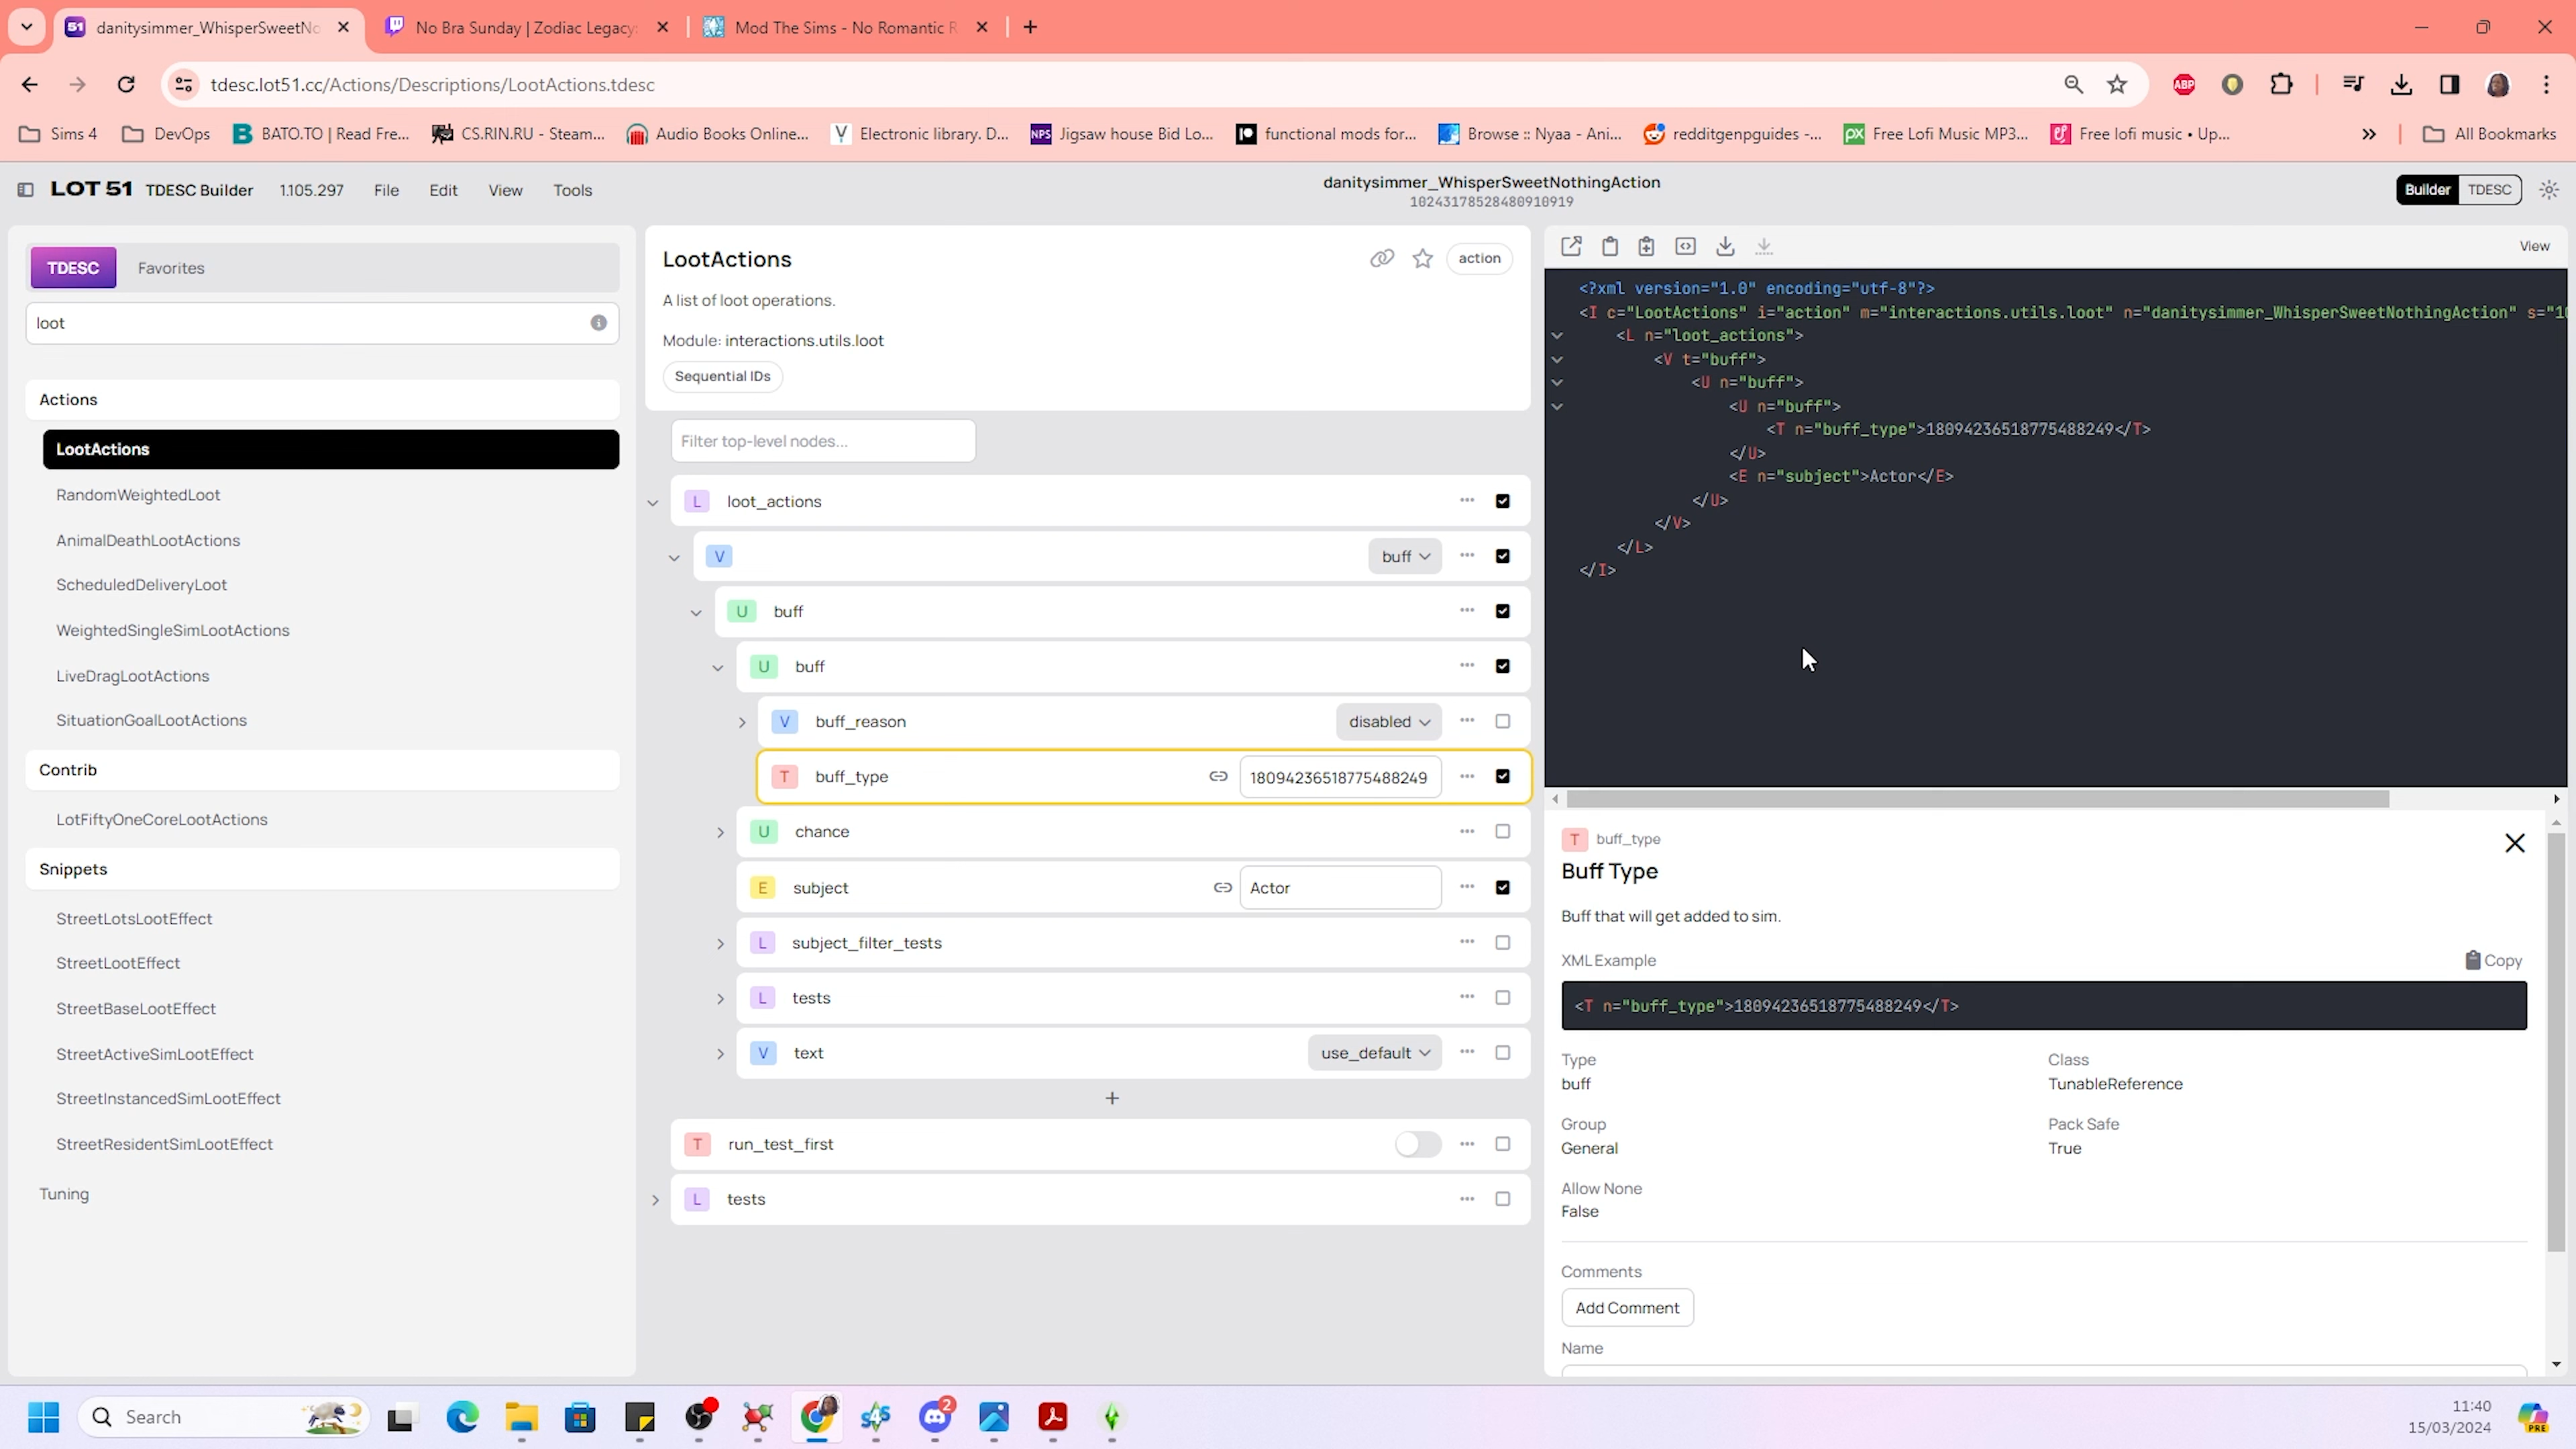 danitysimmer_WhisperSweetNo
No Bra Sunday | Zodiac Legacy:
Mod The Sims - No Romantic R
tdesc.lot51.cc/Actions/Descriptions/LootActions.tdesc
Sims 4
DevOps
BATO.TO | Read Fre...
CS.RIN.RU - Steam...
Audio Books Online...
Electronic library. D...
Jigsaw house Bid Lo...
functional mods for...
Browse :: Nyaa - Ani...
redditgenpguides -...
Free Lofi Music MP3...
Free lofi music • Up...
All Bookmarks
LOT 51 TDESC Builder 1.105.297 File Edit View Tools
danitysimmer_WhisperSweetNothingAction
10243178528480910919
Builder TDESC
TDESC Favorites
loot
Actions
LootActions
RandomWeightedLoot
AnimalDeathLootActions
ScheduledDeliveryLoot
WeightedSingleSimLootActions
LiveDragLootActions
SituationGoalLootActions
Contrib
LotFiftyOneCoreLootActions
Snippets
StreetLotsLootEffect
StreetLootEffect
StreetBaseLootEffect
StreetActiveSimLootEffect
StreetInstancedSimLootEffect
StreetResidentSimLootEffect
Tuning
LootActions
action
A list of loot operations.
Module: interactions.utils.loot
Sequential IDs
Filter top-level nodes...
L loot_actions
V buff
U buff
U buff
V buff_reason disabled
T buff_type 18094236518775488249
U chance
E subject Actor
L subject_filter_tests
L tests
V text use_default
+
T run_test_first
L tests
View
<?xml version="1.0" encoding="utf-8"?>
<I c="LootActions" i="action" m="interactions.utils.loot" n="danitysimmer_WhisperSweetNothingAction" s="10
<L n="loot_actions">
<V t="buff">
<U n="buff">
<U n="buff">
<T n="buff_type">18094236518775488249</T>
</U>
<E n="subject">Actor</E>
</U>
</V>
</L>
</I>
T buff_type
Buff Type
Buff that will get added to sim.
XML Example
Copy
<T n="buff_type">18094236518775488249</T>
Type Class
buff TunableReference
Group Pack Safe
General True
Allow None
False
Comments
Add Comment
Name
Search
2
11:40
15/03/2024
PRE
51
ABP
NPS